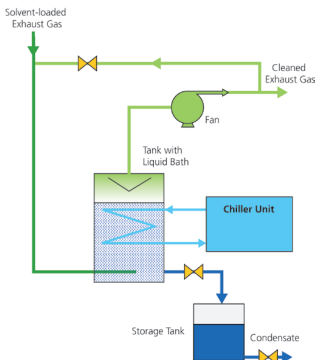 Solvent-loaded
Exhaust Gas
Cleaned
Exhaust Gas
Fan
Tank with
Liquid Bath
Chiller Unit
Storage Tank
Condensate